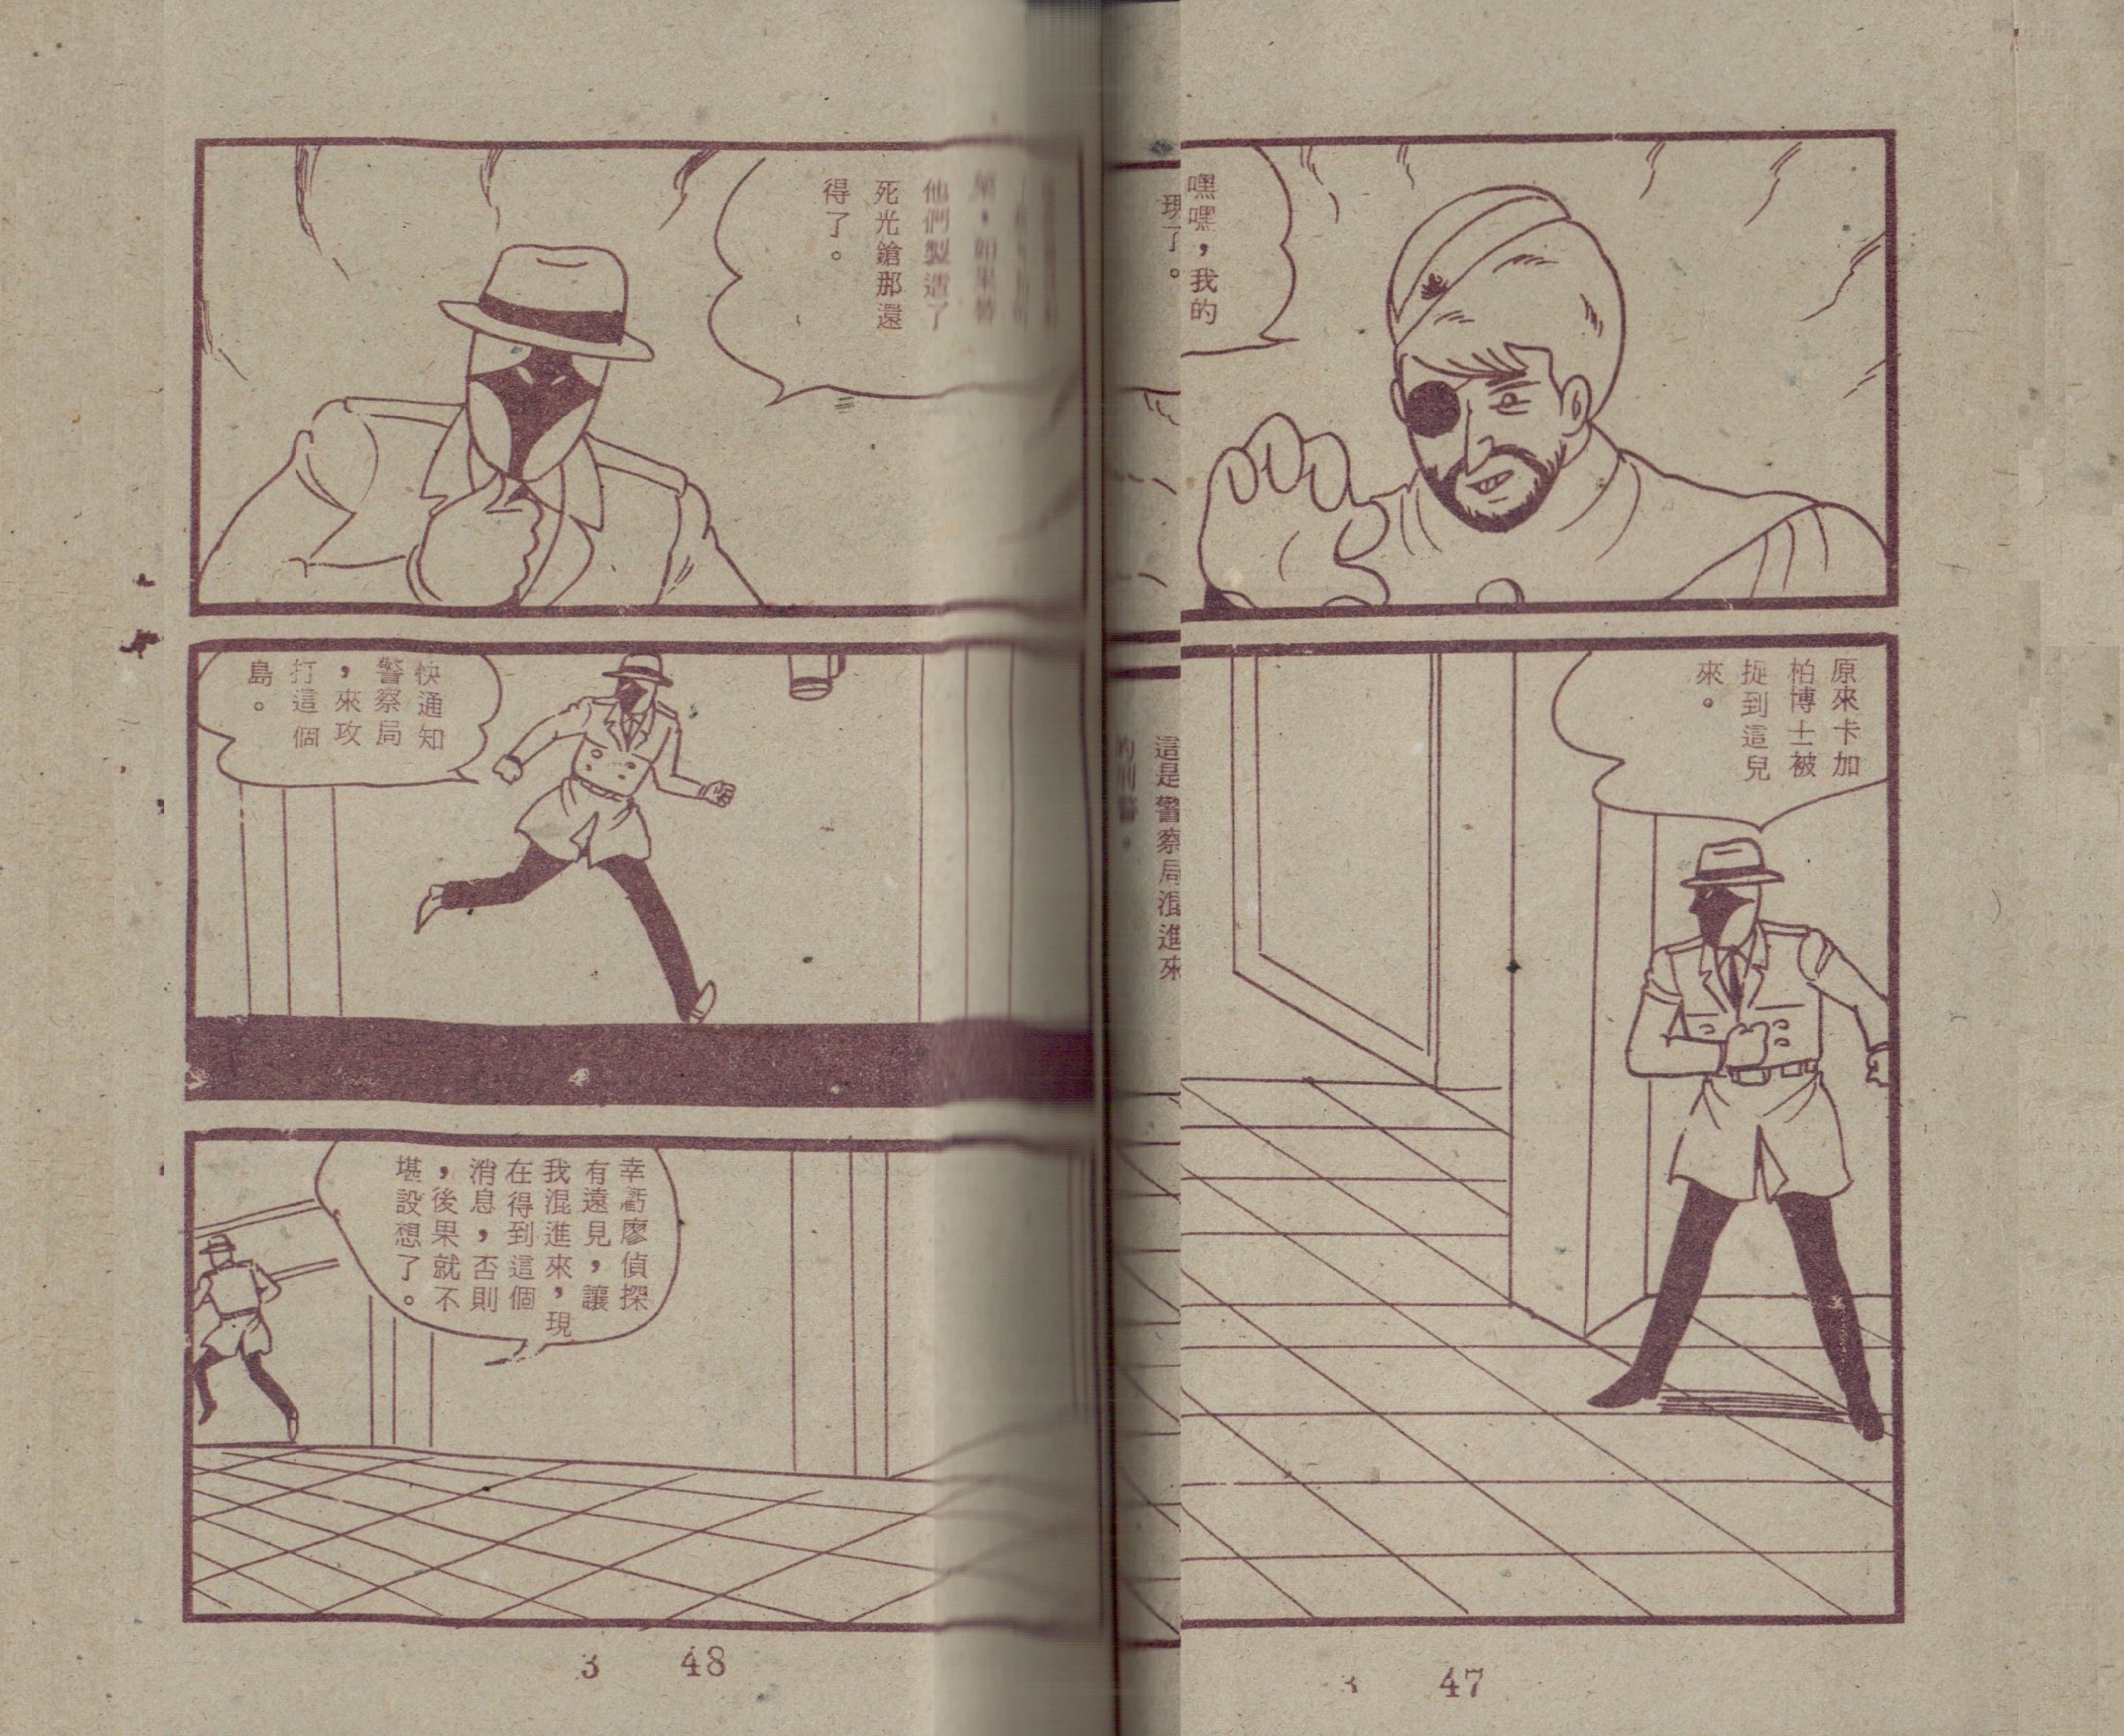 嘿嘿，我的
現了。
原來卡加
柏博士被
捉到這兒
來。
這是警察局混進來
的刑警。
3 47
他們製造了
死光鎗那還
得了。
快通知
警察局
，來攻
打這個
島。
幸虧廖偵探
有遠見，讓
我混進來，現
在得到這個
消息，否則
，後果就不
堪設想了。
3 48